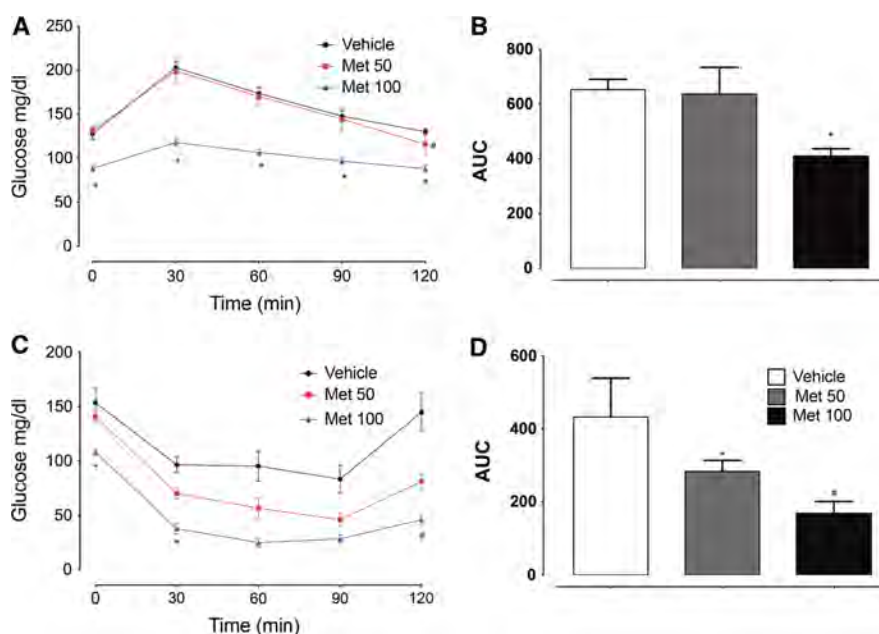 A
Glucose mg/dl
250
200
150
100
50
0
Vehicle
Met 50
Met 100
#
*
*
*
*
*
0 30 60 90 120
Time (min)
B
AUC
800
600
400
200
0
*
C
Glucose mg/dl
200
150
100
50
0
Vehicle
Met 50
Met 100
*
*
#
0 30 60 90 120
Time (min)
D
AUC
600
400
200
0
Vehicle
Met 50
Met 100
*
#